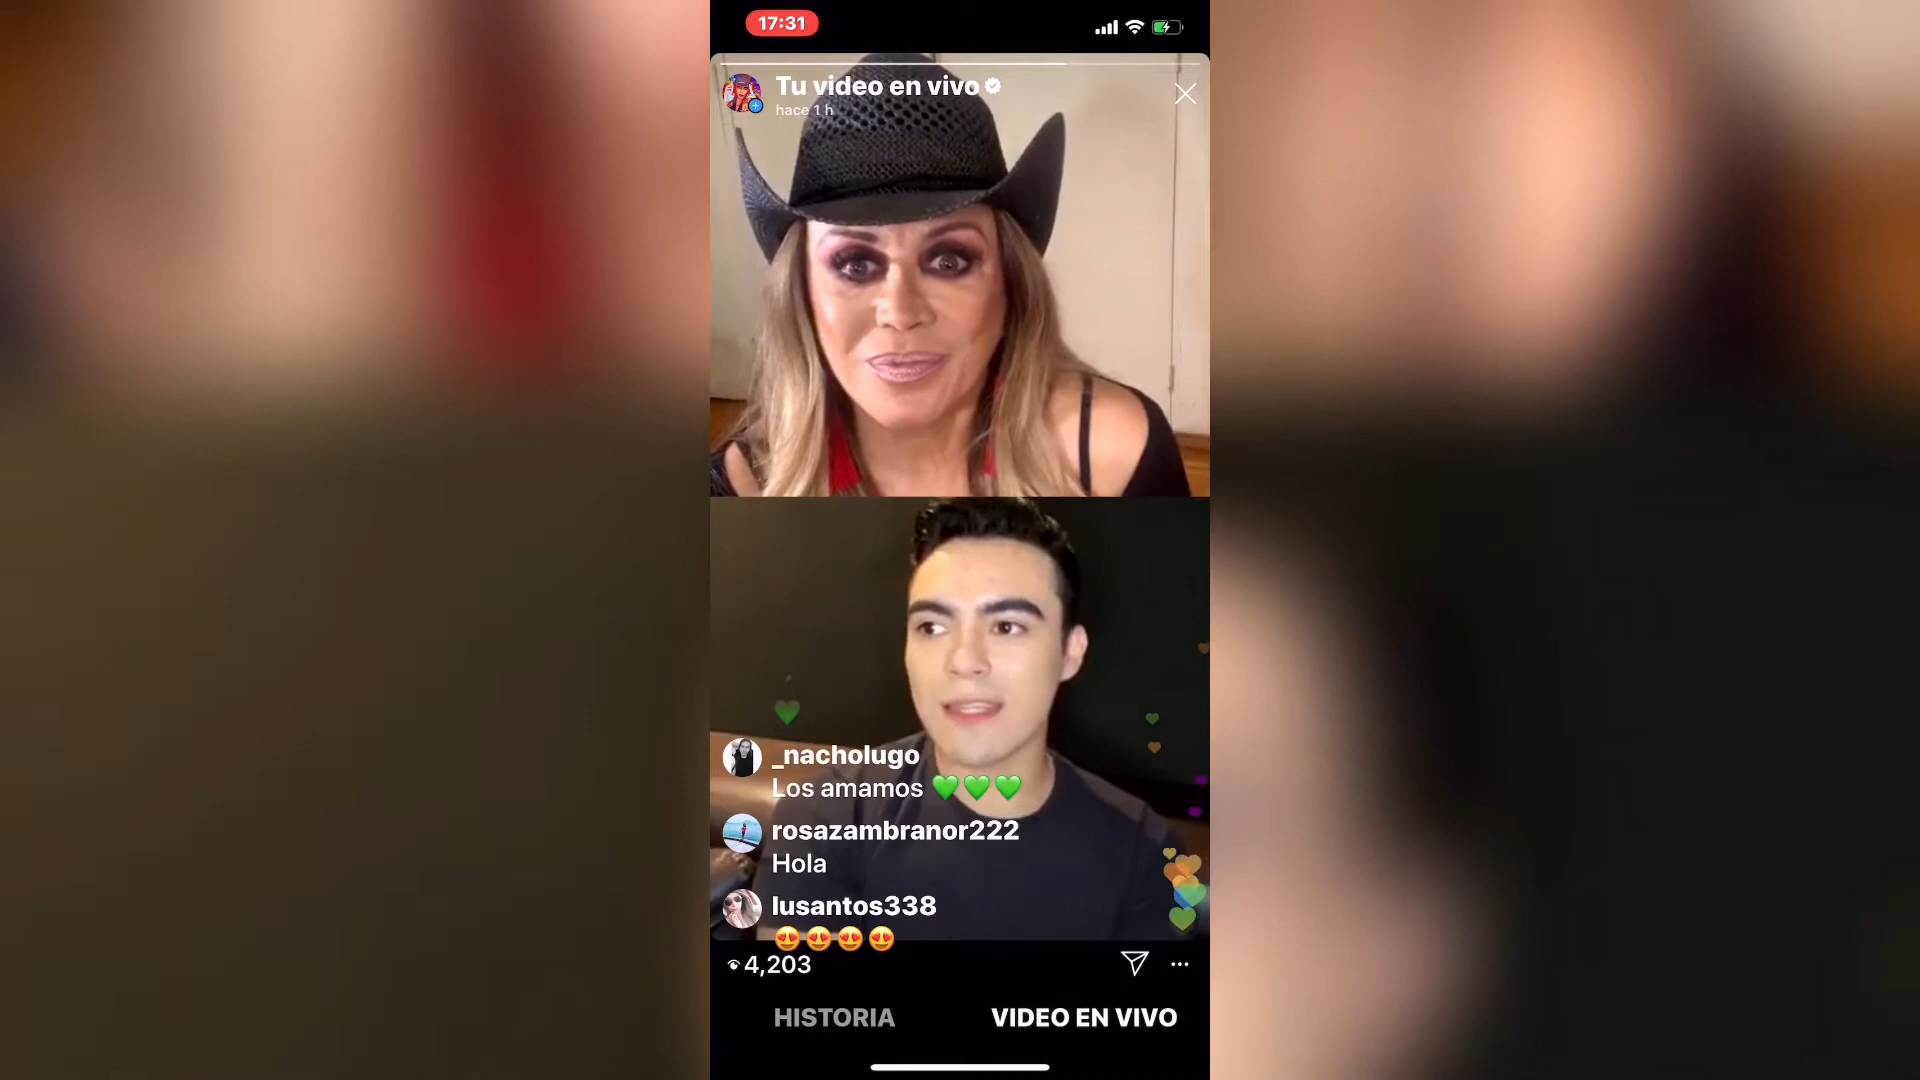 17:31
Tu video en vivo
hace 1 h
_nacholugo
Los amamos 💚💚💚
rosazambranor222
Hola
lusantos338
😍😍😍😍
4,203
HISTORIA
VIDEO EN VIVO